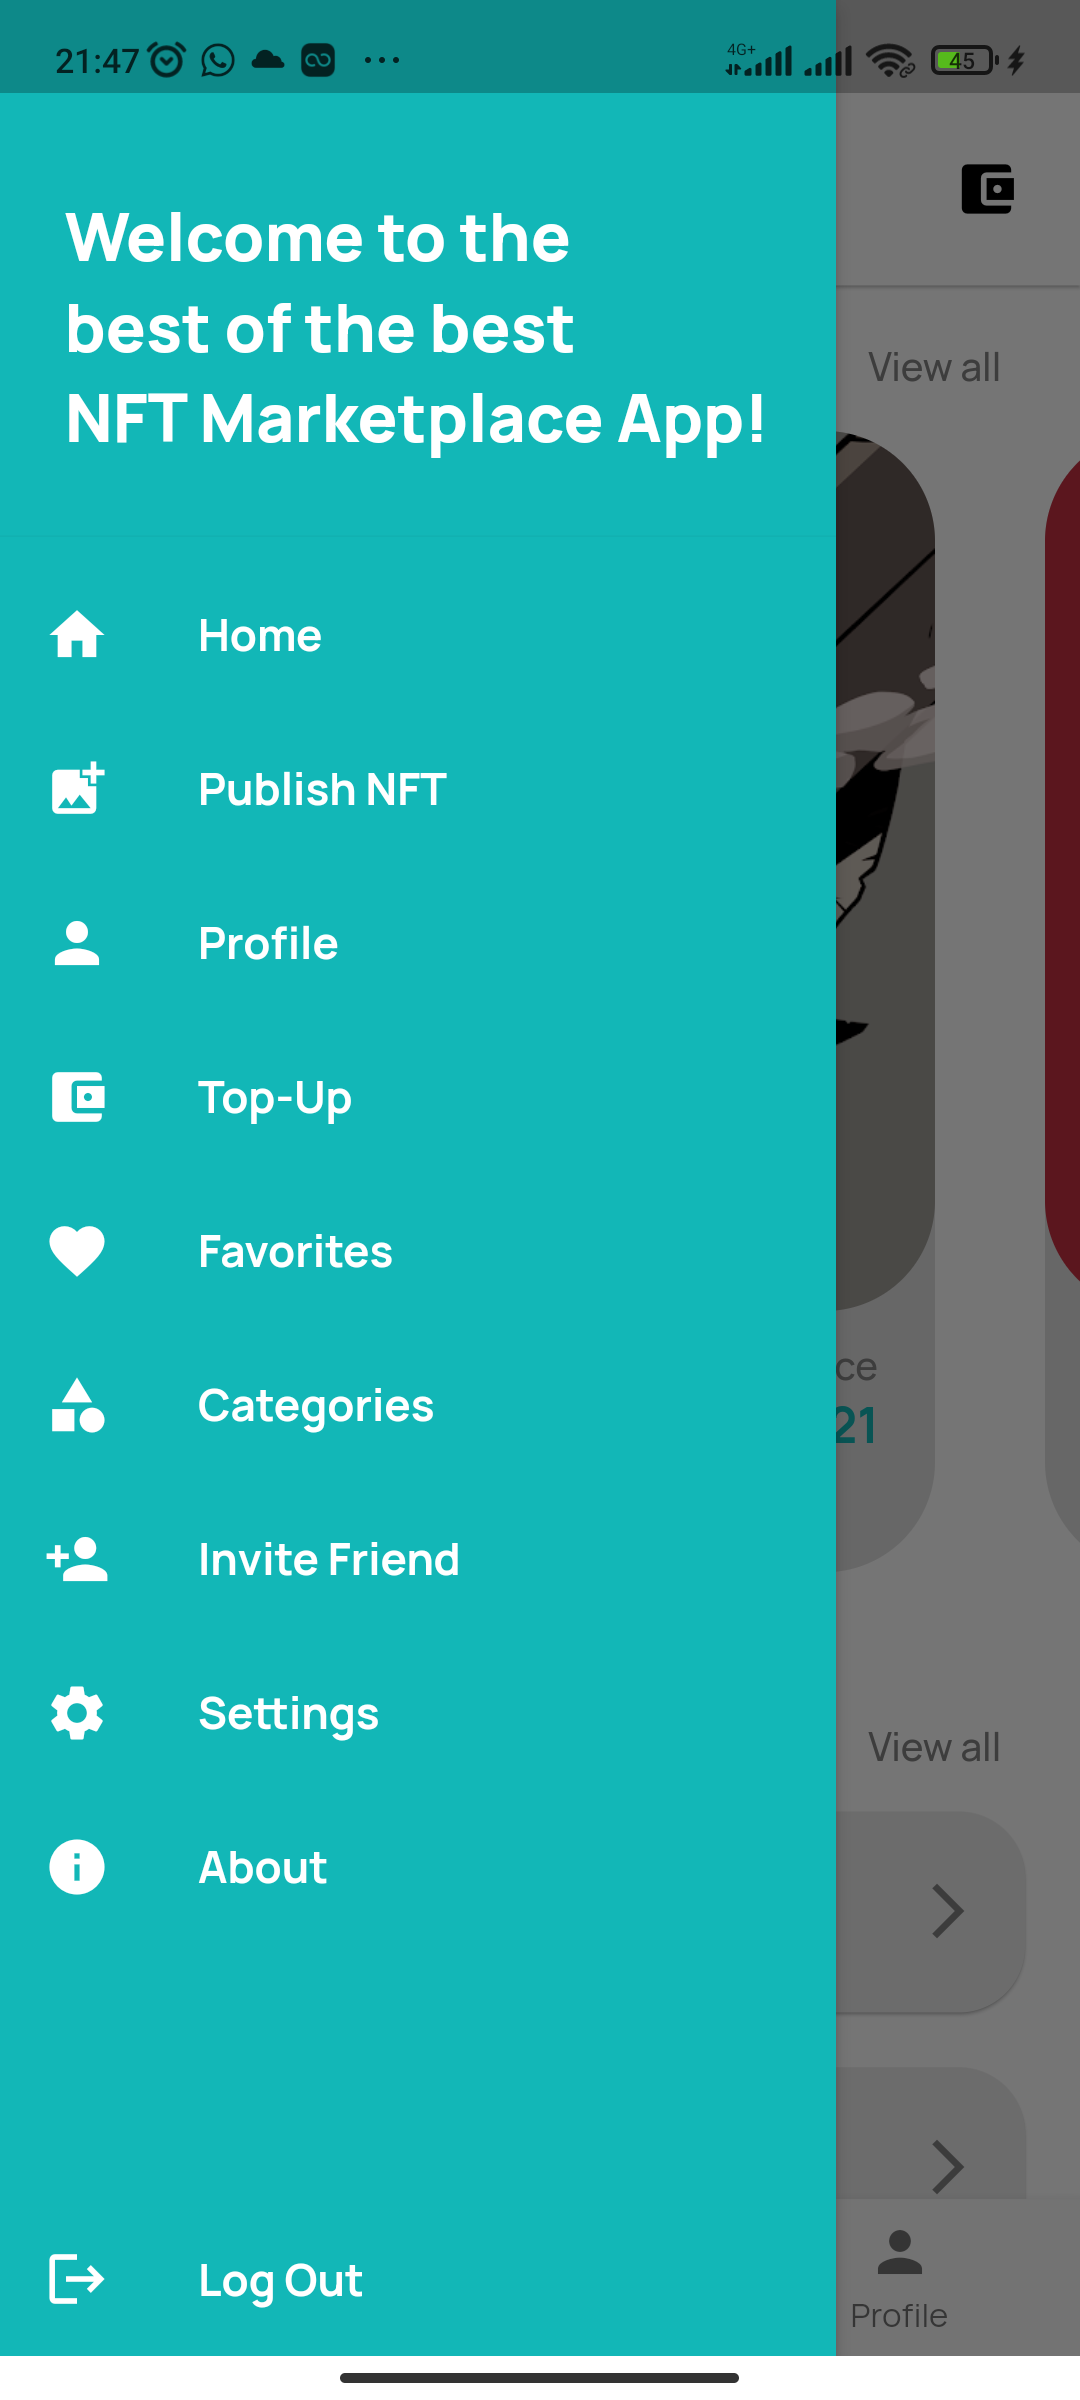 21:47
4G+
45
Welcome to the
best of the best
NFT Marketplace App!
View all
Home
Publish NFT
Profile
Top-Up
Favorites
ce
Categories
21
Invite Friend
Settings
View all
About
Log Out
Profile